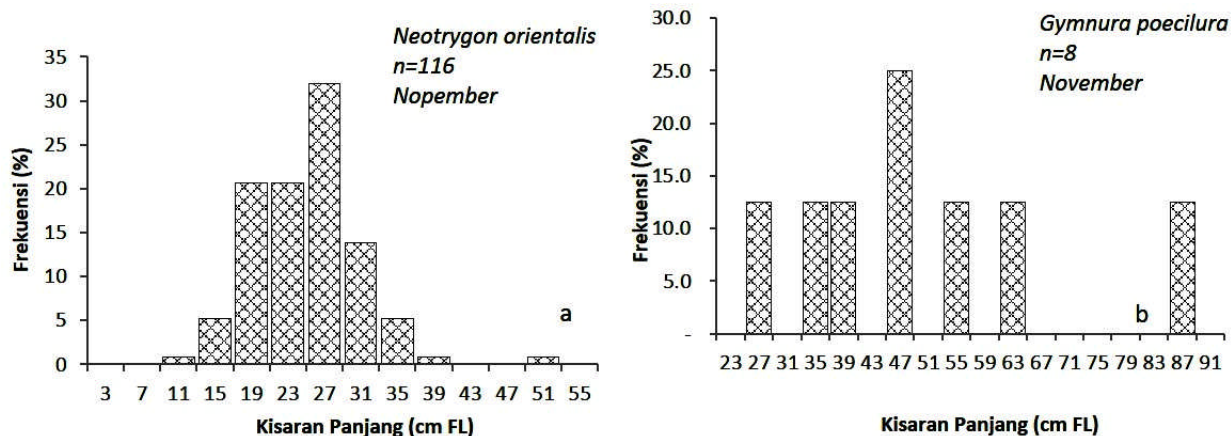 Neotrygon orientalis
n=116
Nopember
35
30
25
20
15
10
5
0
Frekuensi (%)
a
3 7 11 15 19 23 27 31 35 39 43 47 51 55
Kisaran Panjang (cm FL)
Gymnura poecilura
n=8
November
30.0
25.0
20.0
15.0
10.0
5.0
-
Frekuensi (%)
b
23 27 31 35 39 43 47 51 55 59 63 67 71 75 79 83 87 91
Kisaran Panjang (cm FL)